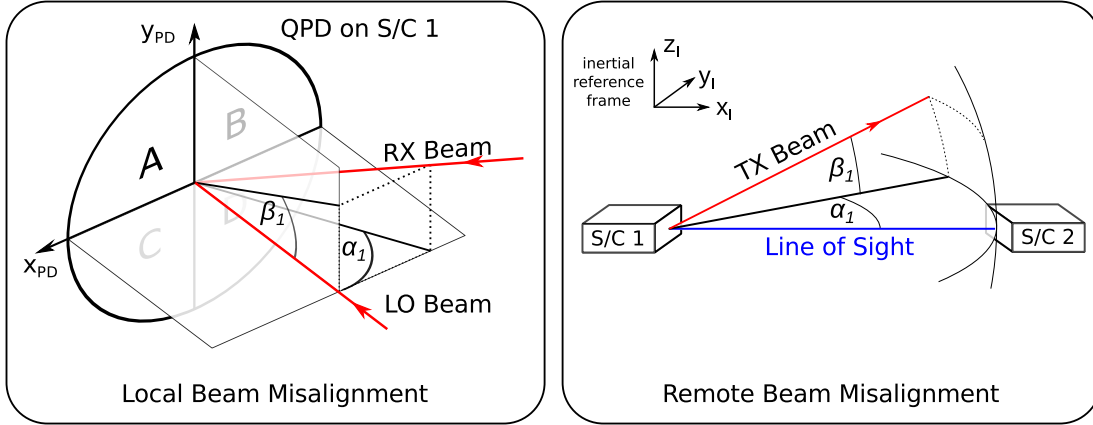 QPD on S/C 1
y_PD
A
B
C
D
x_PD
RX Beam
β₁
α₁
LO Beam
Local Beam Misalignment
inertial
reference
frame
z_I
y_I
x_I
TX Beam
β₁
α₁
S/C 1
Line of Sight
S/C 2
Remote Beam Misalignment